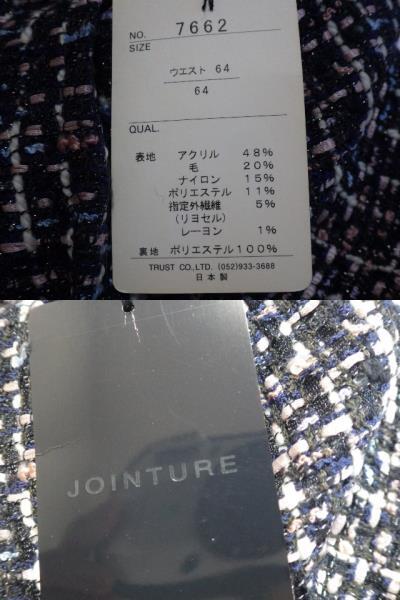 NO. 7662
SIZE
ウエスト 64
64
QUAL.
表地 アクリル 48%
毛 20%
ナイロン 15%
ポリエステル 11%
指定外繊維 5%
(リヨセル)
レーヨン 1%
裏地 ポリエステル100%
TRUST CO.,LTD. (052)933-3688
日本製
JOINTURE